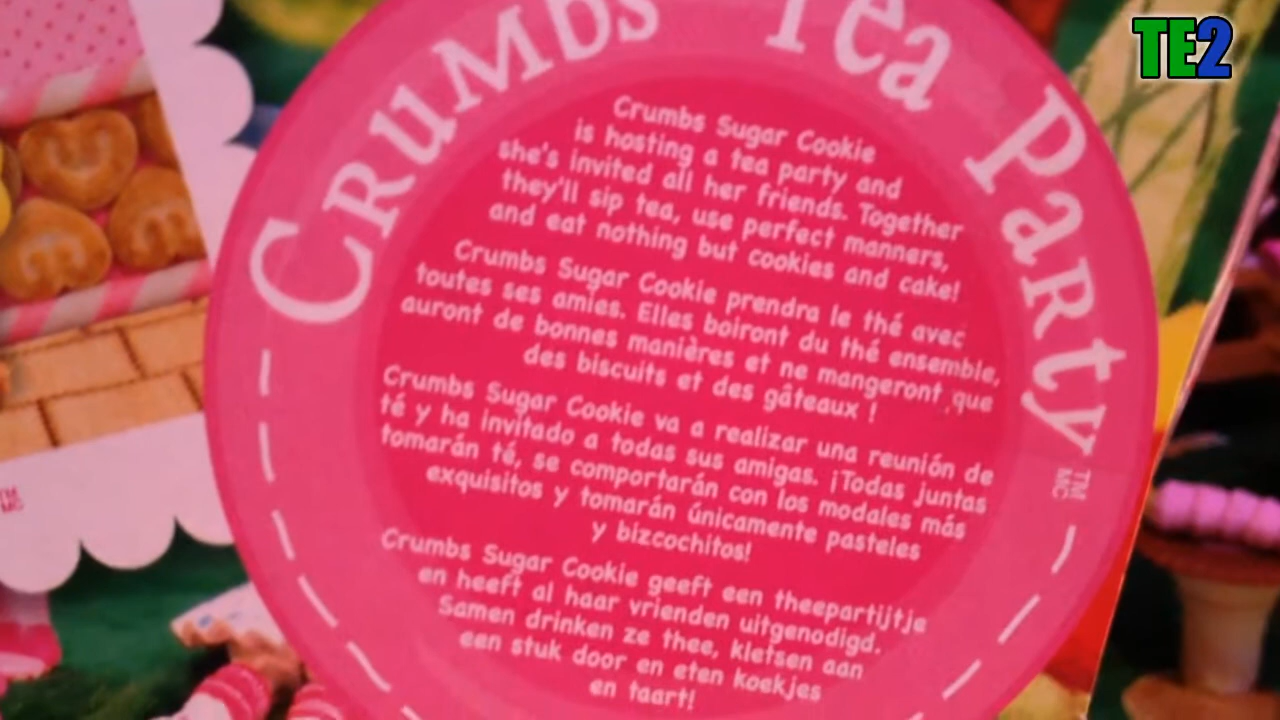 TE2
Crumbs Tea Party™
MC
Crumbs Sugar Cookie
is hosting a tea party and
she's invited all her friends. Together
they'll sip tea, use perfect manners,
and eat nothing but cookies and cake!
Crumbs Sugar Cookie prendra le thé avec
toutes ses amies. Elles boiront du thé ensemble,
auront de bonnes manières et ne mangeront que
des biscuits et des gâteaux !
Crumbs Sugar Cookie va a realizar una reunión de
té y ha invitado a todas sus amigas. ¡Todas juntas
tomarán té, se comportarán con los modales más
exquisitos y tomarán únicamente pasteles
y bizcochitos!
Crumbs Sugar Cookie geeft een theepartijtje
en heeft al haar vrienden uitgenodigd.
Samen drinken ze thee, kletsen aan
een stuk door en eten koekjes
en taart!
TM
MC